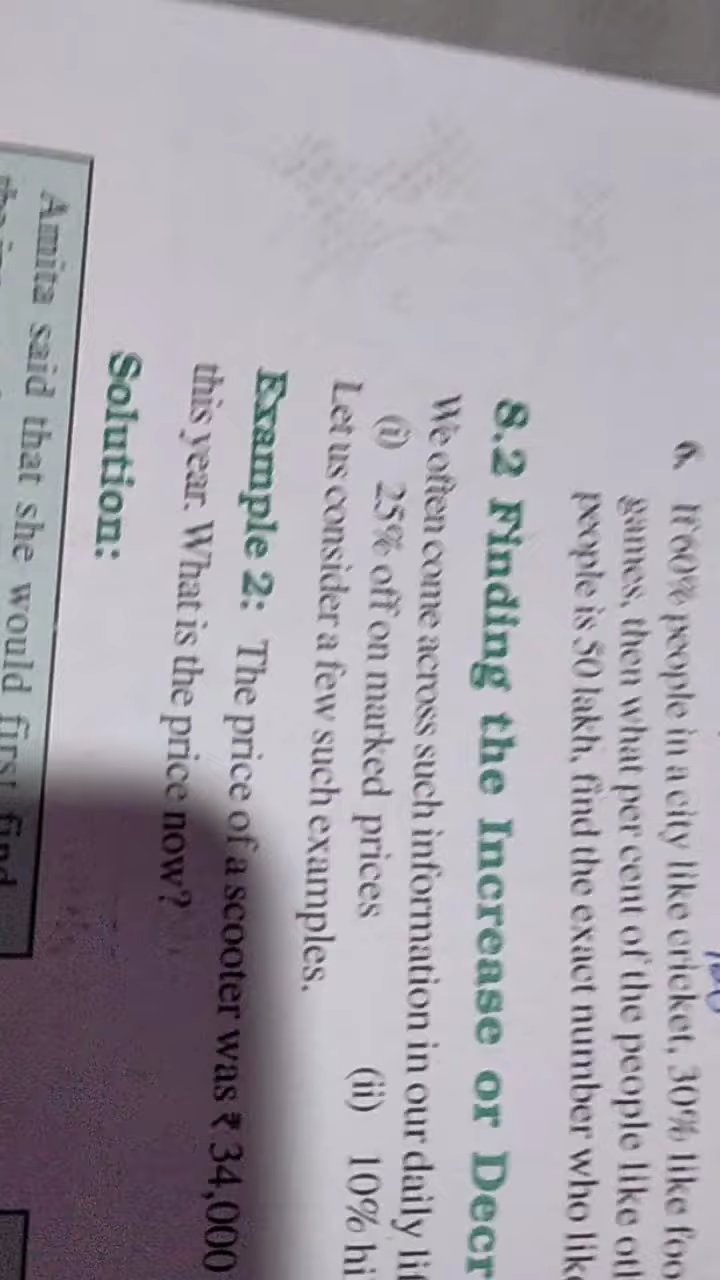 6. If 60% people in a city like cricket, 30% like foo
games, then what per cent of the people like otl
people is 50 lakh, find the exact number who lik
8.2 Finding the Increase or Decr
We often come across such information in our daily lif
(i) 25% off on marked prices (ii) 10% hi
Let us consider a few such examples.
Example 2: The price of a scooter was ₹ 34,000
this year. What is the price now?
Solution:
Amita said that she would first find